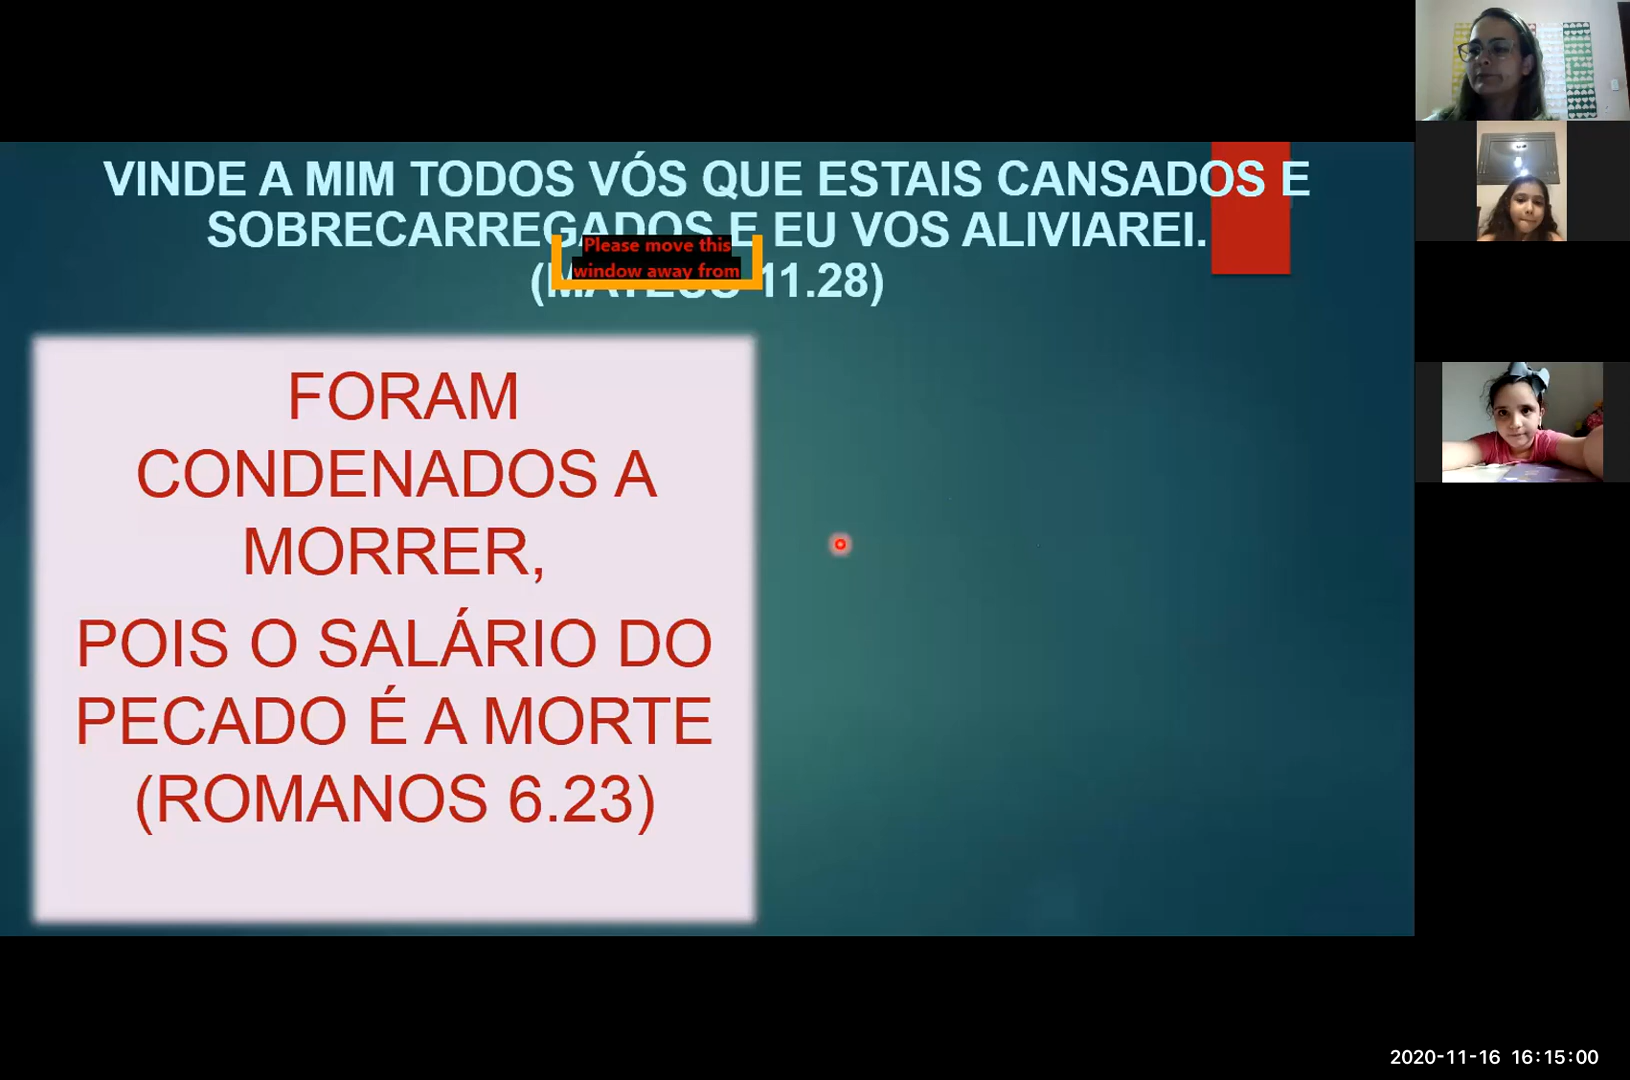 VINDE A MIM TODOS VÓS QUE ESTAIS CANSADOS E
SOBRECARREGADOS E EU VOS ALIVIAREI.
Please move this
window away from
(MATEUS 11.28)
FORAM
CONDENADOS A
MORRER,
POIS O SALÁRIO DO
PECADO É A MORTE
(ROMANOS 6.23)
2020-11-16 16:15:00